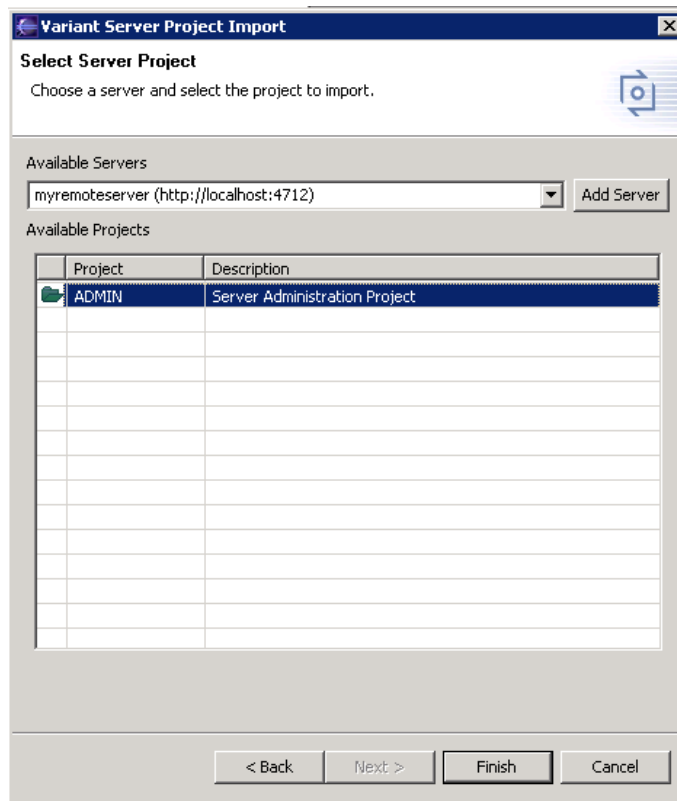 Variant Server Project Import
Select Server Project
Choose a server and select the project to import.
Available Servers
myremoteserver (http://localhost:4712)
Add Server
Available Projects
Project Description
ADMIN Server Administration Project
< Back Next > Finish Cancel